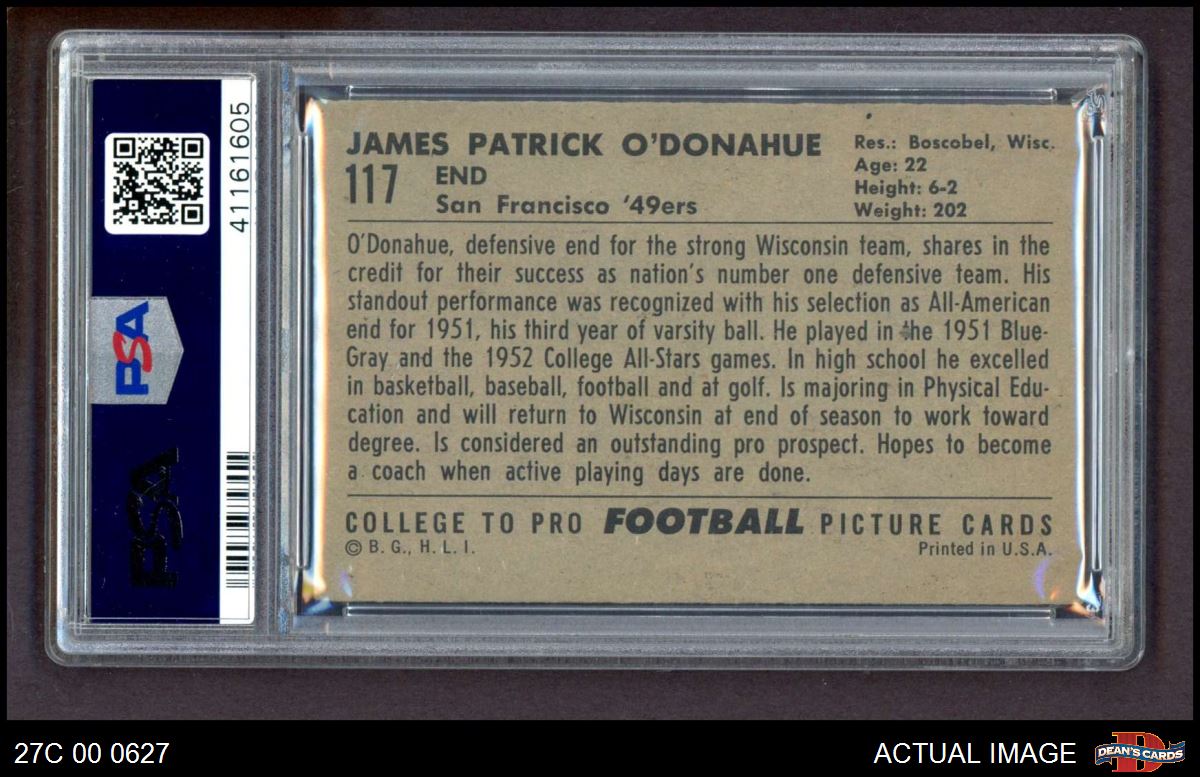 JAMES PATRICK O'DONAHUE
117 END
San Francisco '49ers
Res.: Boscobel, Wisc.
Age: 22
Height: 6-2
Weight: 202
O'Donahue, defensive end for the strong Wisconsin team, shares in the
credit for their success as nation's number one defensive team. His
standout performance was recognized with his selection as All-American
end for 1951, his third year of varsity ball. He played in the 1951 Blue-
Gray and the 1952 College All-Stars games. In high school he excelled
in basketball, baseball, football and at golf. Is majoring in Physical Edu-
cation and will return to Wisconsin at end of season to work toward
degree. Is considered an outstanding pro prospect. Hopes to become
a coach when active playing days are done.
COLLEGE TO PRO FOOTBALL PICTURE CARDS
© B. G., H. L. I.
Printed in U.S.A.
41161605
PSA
PSA
27C 00 0627
ACTUAL IMAGE
DEAN'S CARDS